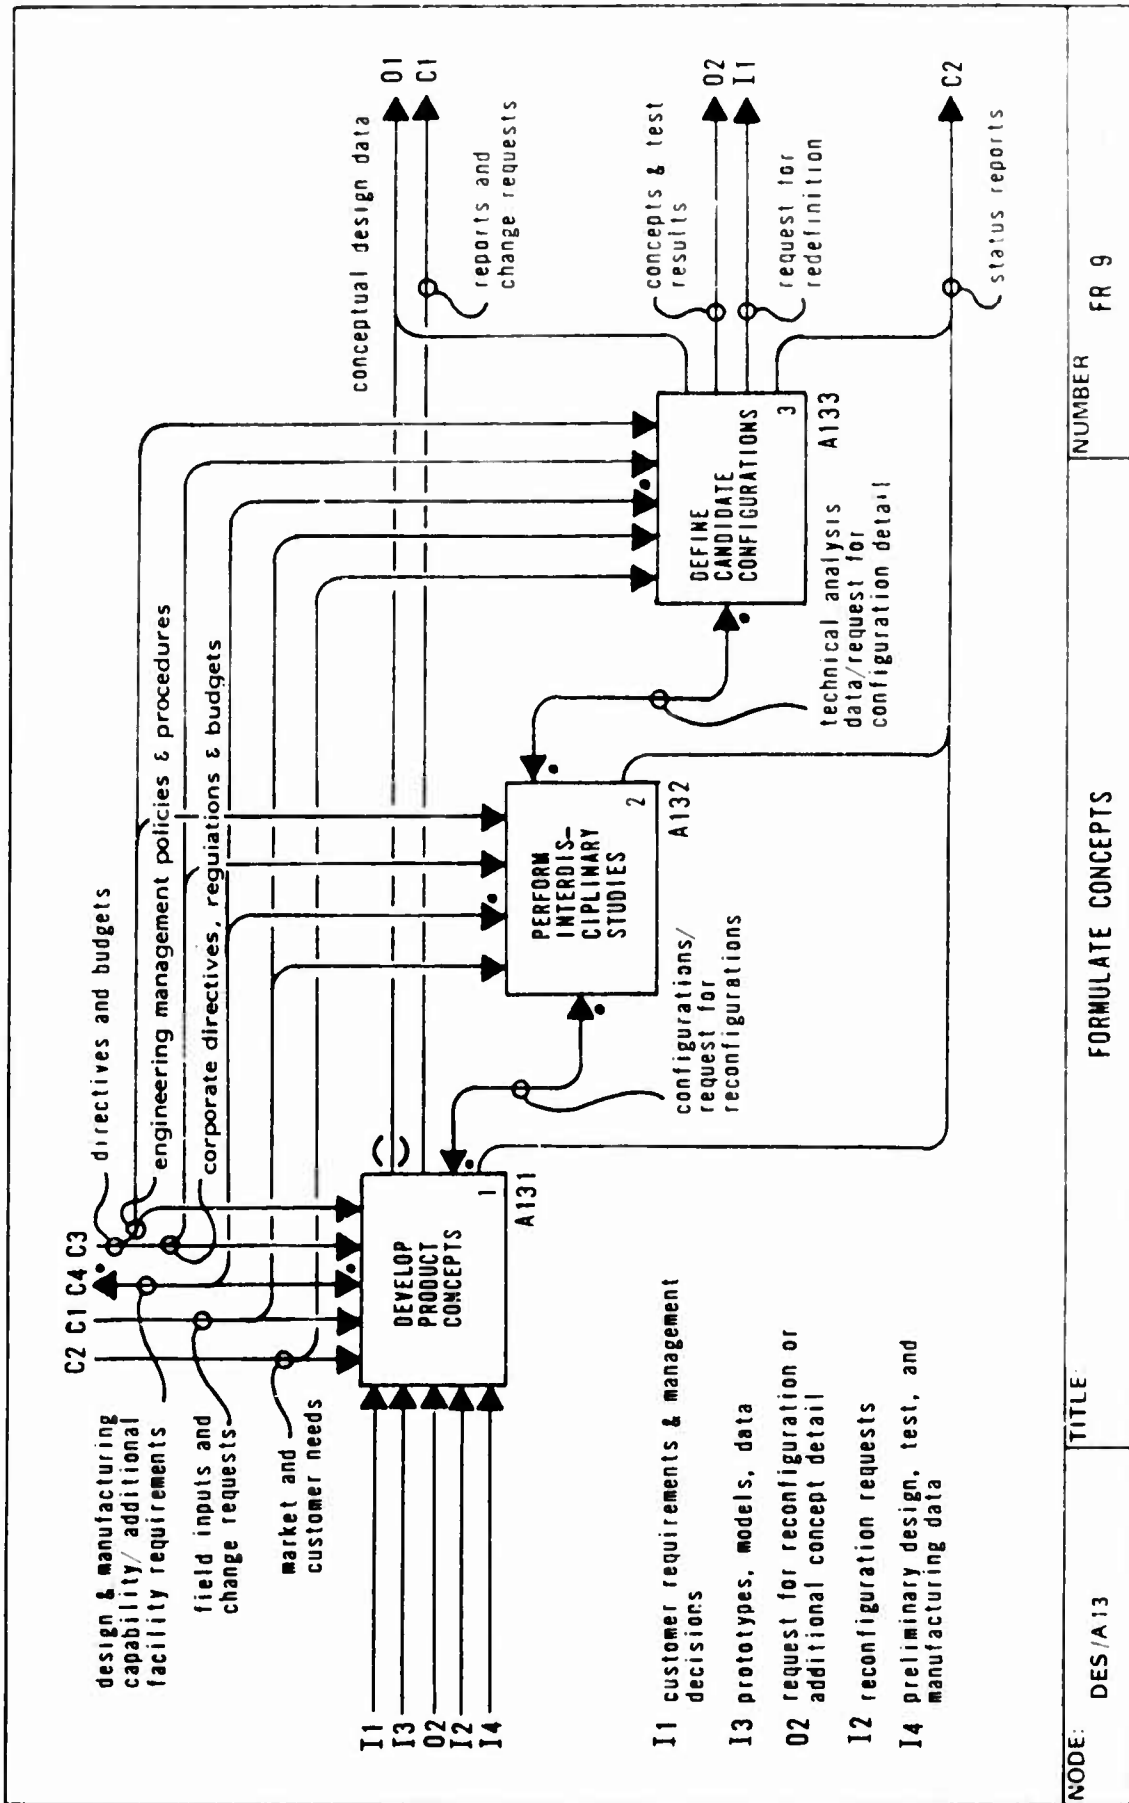 C2 C1 C4 C3
directives and budgets
engineering management policies & procedures
corporate directives, regulations & budgets
design & manufacturing
capability/ additional
facility requirements
field inputs and
change requests
market and
customer needs
I1
I3
O2
I2
I4
DEVELOP
PRODUCT
CONCEPTS
1
A131
PERFORM
INTERDIS-
CIPLINARY
STUDIES
2
A132
DEFINE
CANDIDATE
CONFIGURATIONS
3
A133
configurations/
request for
reconfigurations
technical analysis
data/request for
configuration detail
conceptual design data
O1
C1
reports and
change requests
concepts & test
results
O2
I1
request for
redefinition
C2
status reports
I1 customer requirements & management
decisions
I3 prototypes, models, data
O2 request for reconfiguration or
additional concept detail
I2 reconfiguration requests
I4 preliminary design, test, and
manufacturing data
NODE:
DES/A13
TITLE:
FORMULATE CONCEPTS
NUMBER
FR 9